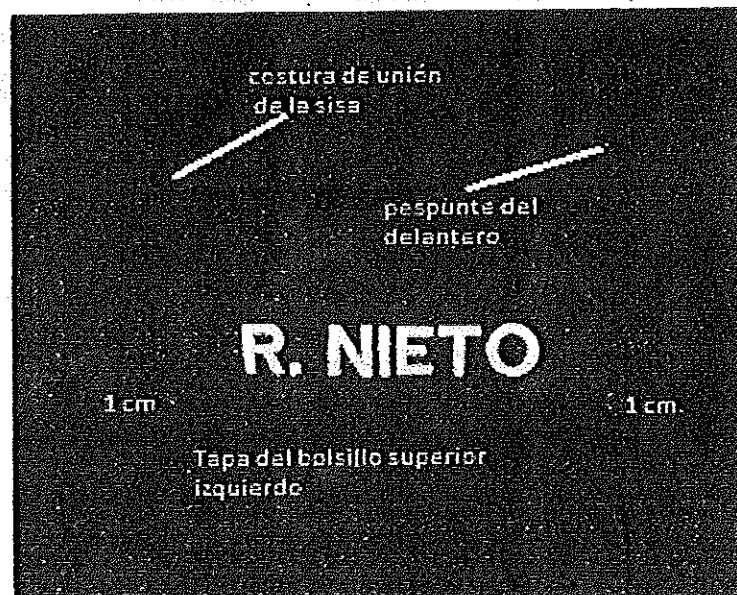 costura de unión
de la sisa
pespunte del
delantero
R. NIETO
1 cm
1 cm.
Tapa del bolsillo superior
izquierdo